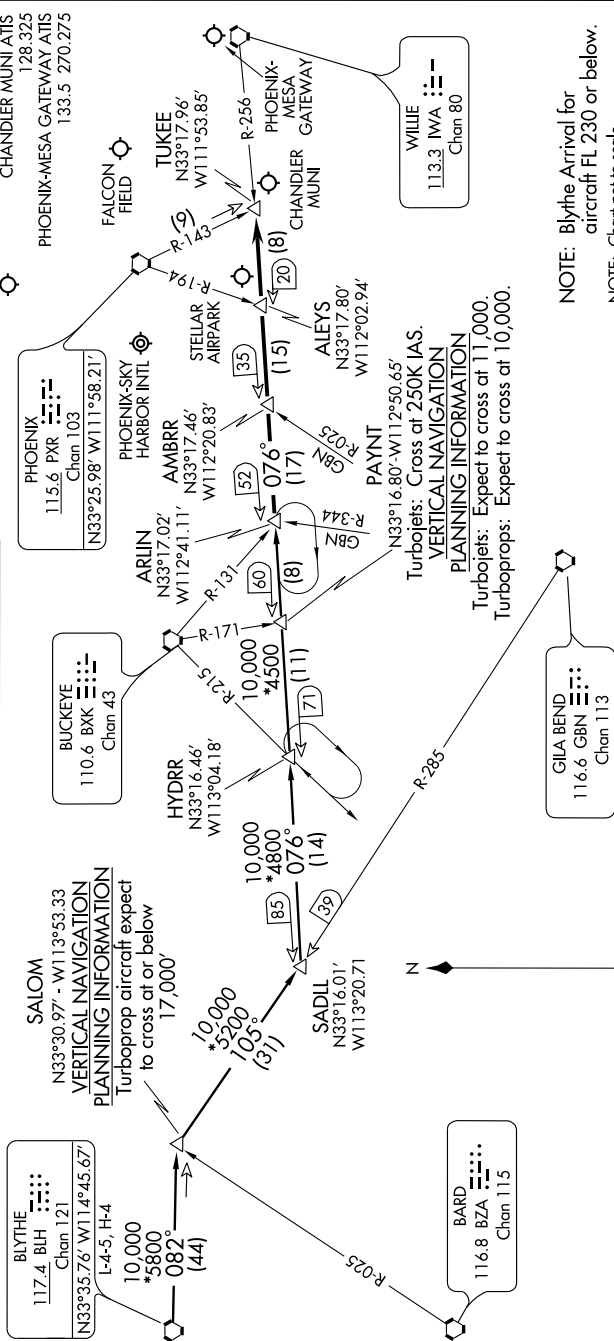 CHANDLER MUNI ATIS
128.325
PHOENIX-MESA GATEWAY ATIS
133.5 270.275
BLYTHE
117.4 BLH
Chan 121
N33°35.76' W114°45.67'
L-4-5, H-4
10,000
*5800
082°
(44)
SALOM
N33°30.97' - W113°53.33
VERTICAL NAVIGATION
PLANNING INFORMATION
Turboprop aircraft expect
to cross at or below
17,000'
10,000
*5200
105°
(31)
BARD
116.8 BZA
Chan 115
R-025
SADLL
N33°16.01'
W113°20.71
N
85
39
R-285
10,000
*4800
076°
(14)
HYDRR
N33°16.46'
W113°04.18'
71
BUCKEYE
110.6 BXK
Chan 43
R-215
R-171
R-131
10,000
*4500
(11)
60
(8)
ARLIN
N33°17.02'
W112°41.11'
GBN
R-344
52
076°
(17)
PAYNT
N33°16.80'-W112°50.65'
Turbojets: Cross at 250K IAS.
VERTICAL NAVIGATION
PLANNING INFORMATION
Turbojets: Expect to cross at 11,000.
Turboprops: Expect to cross at 10,000.
GILA BEND
116.6 GBN
Chan 113
PHOENIX
115.6 PXR
Chan 103
N33°25.98' W111°58.21'
PHOENIX-SKY
HARBOR INTL
AMBRR
N33°17.46'
W112°20.83'
GBN
R-025
35
(15)
STELLAR
AIRPARK
ALEYS
N33°17.80'
W112°02.94'
20
(8)
R-194
R-143
(9)
FALCON
FIELD
TUKEE
N33°17.96'
W111°53.85'
CHANDLER
MUNI
R-256
PHOENIX-
MESA
GATEWAY
WILLIE
113.3 IWA
Chan 80
NOTE: Blythe Arrival for
aircraft FL 230 or below.
NOTE: Chart not to scale.